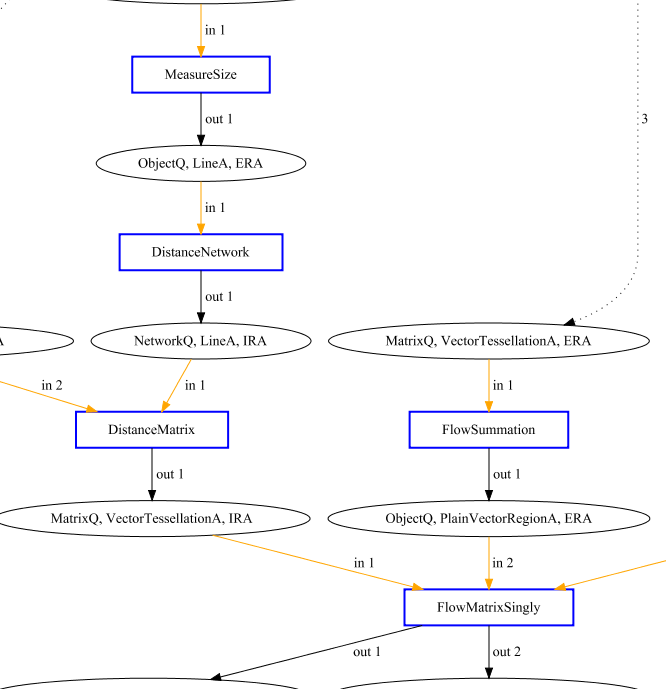 in 1
MeasureSize
out 1
3
ObjectQ, LineA, ERA
in 1
DistanceNetwork
out 1
A
NetworkQ, LineA, IRA
MatrixQ, VectorTessellationA, ERA
in 2
in 1
in 1
DistanceMatrix
FlowSummation
out 1
out 1
MatrixQ, VectorTessellationA, IRA
ObjectQ, PlainVectorRegionA, ERA
in 1
in 2
FlowMatrixSingly
out 1
out 2